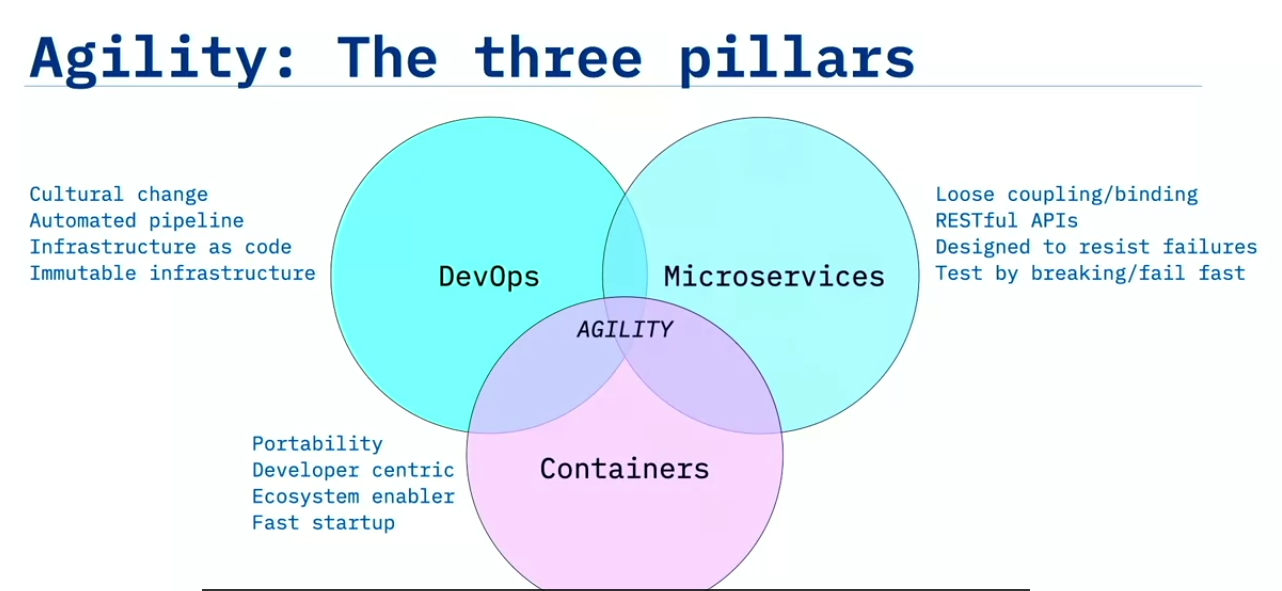 Agility: The three pillars
Cultural change
Automated pipeline
Infrastructure as code
Immutable infrastructure
DevOps
Microservices
Loose coupling/binding
RESTful APIs
Designed to resist failures
Test by breaking/fail fast
AGILITY
Portability
Developer centric
Ecosystem enabler
Fast startup
Containers